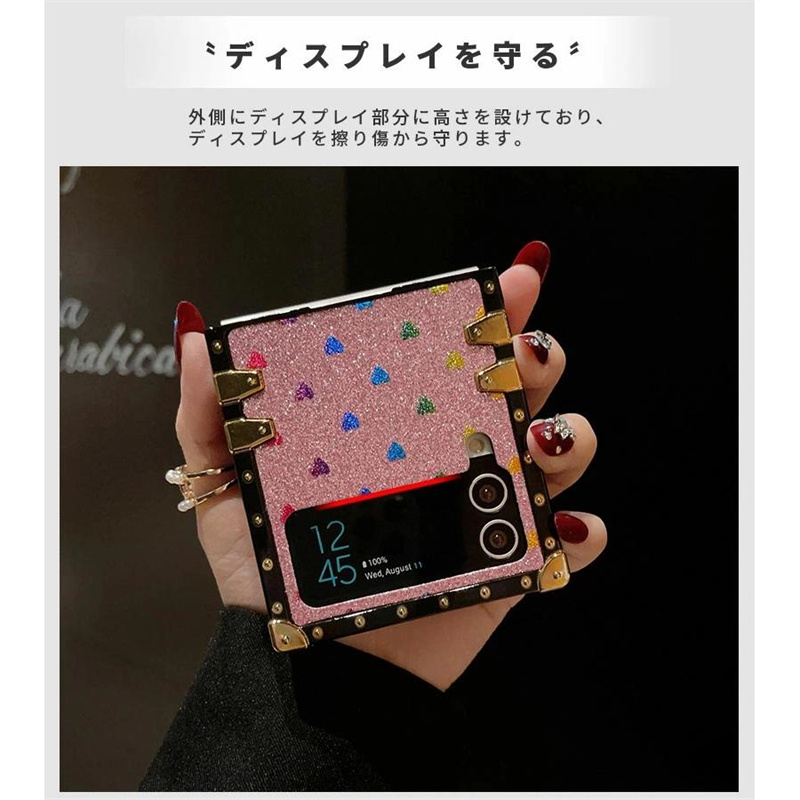 〝ディスプレイを守る〞
外側にディスプレイ部分に高さを設けており、
ディスプレイを擦り傷から守ります。
arabica
12
45
100%
Wed, August 11